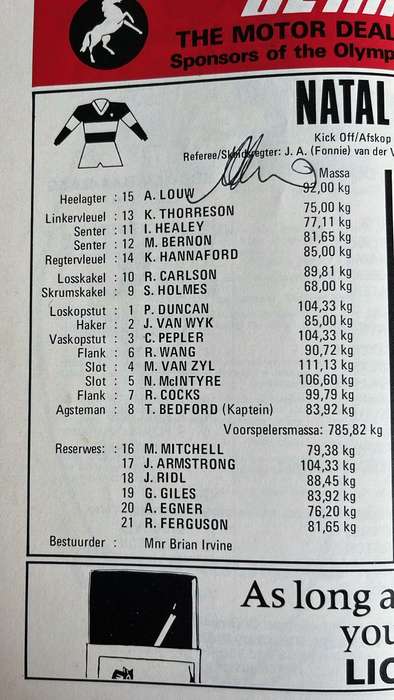 THE MOTOR DEAL
Sponsors of the Olymp
NATAL
Kick Off/Afskop
Referee/Skeidsregter: J. A. (Fonnie) van der V
Massa
Heelagter : 15 A. LOUW 92,00 kg
Linkervleuel : 13 K. THORRESON 75,00 kg
Senter : 11 I. HEALEY 77,11 kg
Senter : 12 M. BERNON 81,65 kg
Regtervleuel : 14 K. HANNAFORD 85,00 kg
Losskakel : 10 R. CARLSON 89,81 kg
Skrumskakel : 9 S. HOLMES 68,00 kg
Loskopstut : 1 P. DUNCAN 104,33 kg
Haker : 2 J. VAN WYK 85,00 kg
Vaskopstut : 3 C. PEPLER 104,33 kg
Flank : 6 R. WANG 90,72 kg
Slot : 4 M. VAN ZYL 111,13 kg
Slot : 5 N. McINTYRE 106,60 kg
Flank : 7 R. COCKS 99,79 kg
Agsteman : 8 T. BEDFORD (Kaptein) 83,92 kg
Voorspelersmassa: 785,82 kg
Reserwes: : 16 M. MITCHELL 79,38 kg
17 J. ARMSTRONG 104,33 kg
18 J. RIDL 88,45 kg
19 G. GILES 83,92 kg
20 A. EGNER 76,20 kg
21 R. FERGUSON 81,65 kg
Bestuurder : Mnr Brian Irvine
As long a
you
LIC